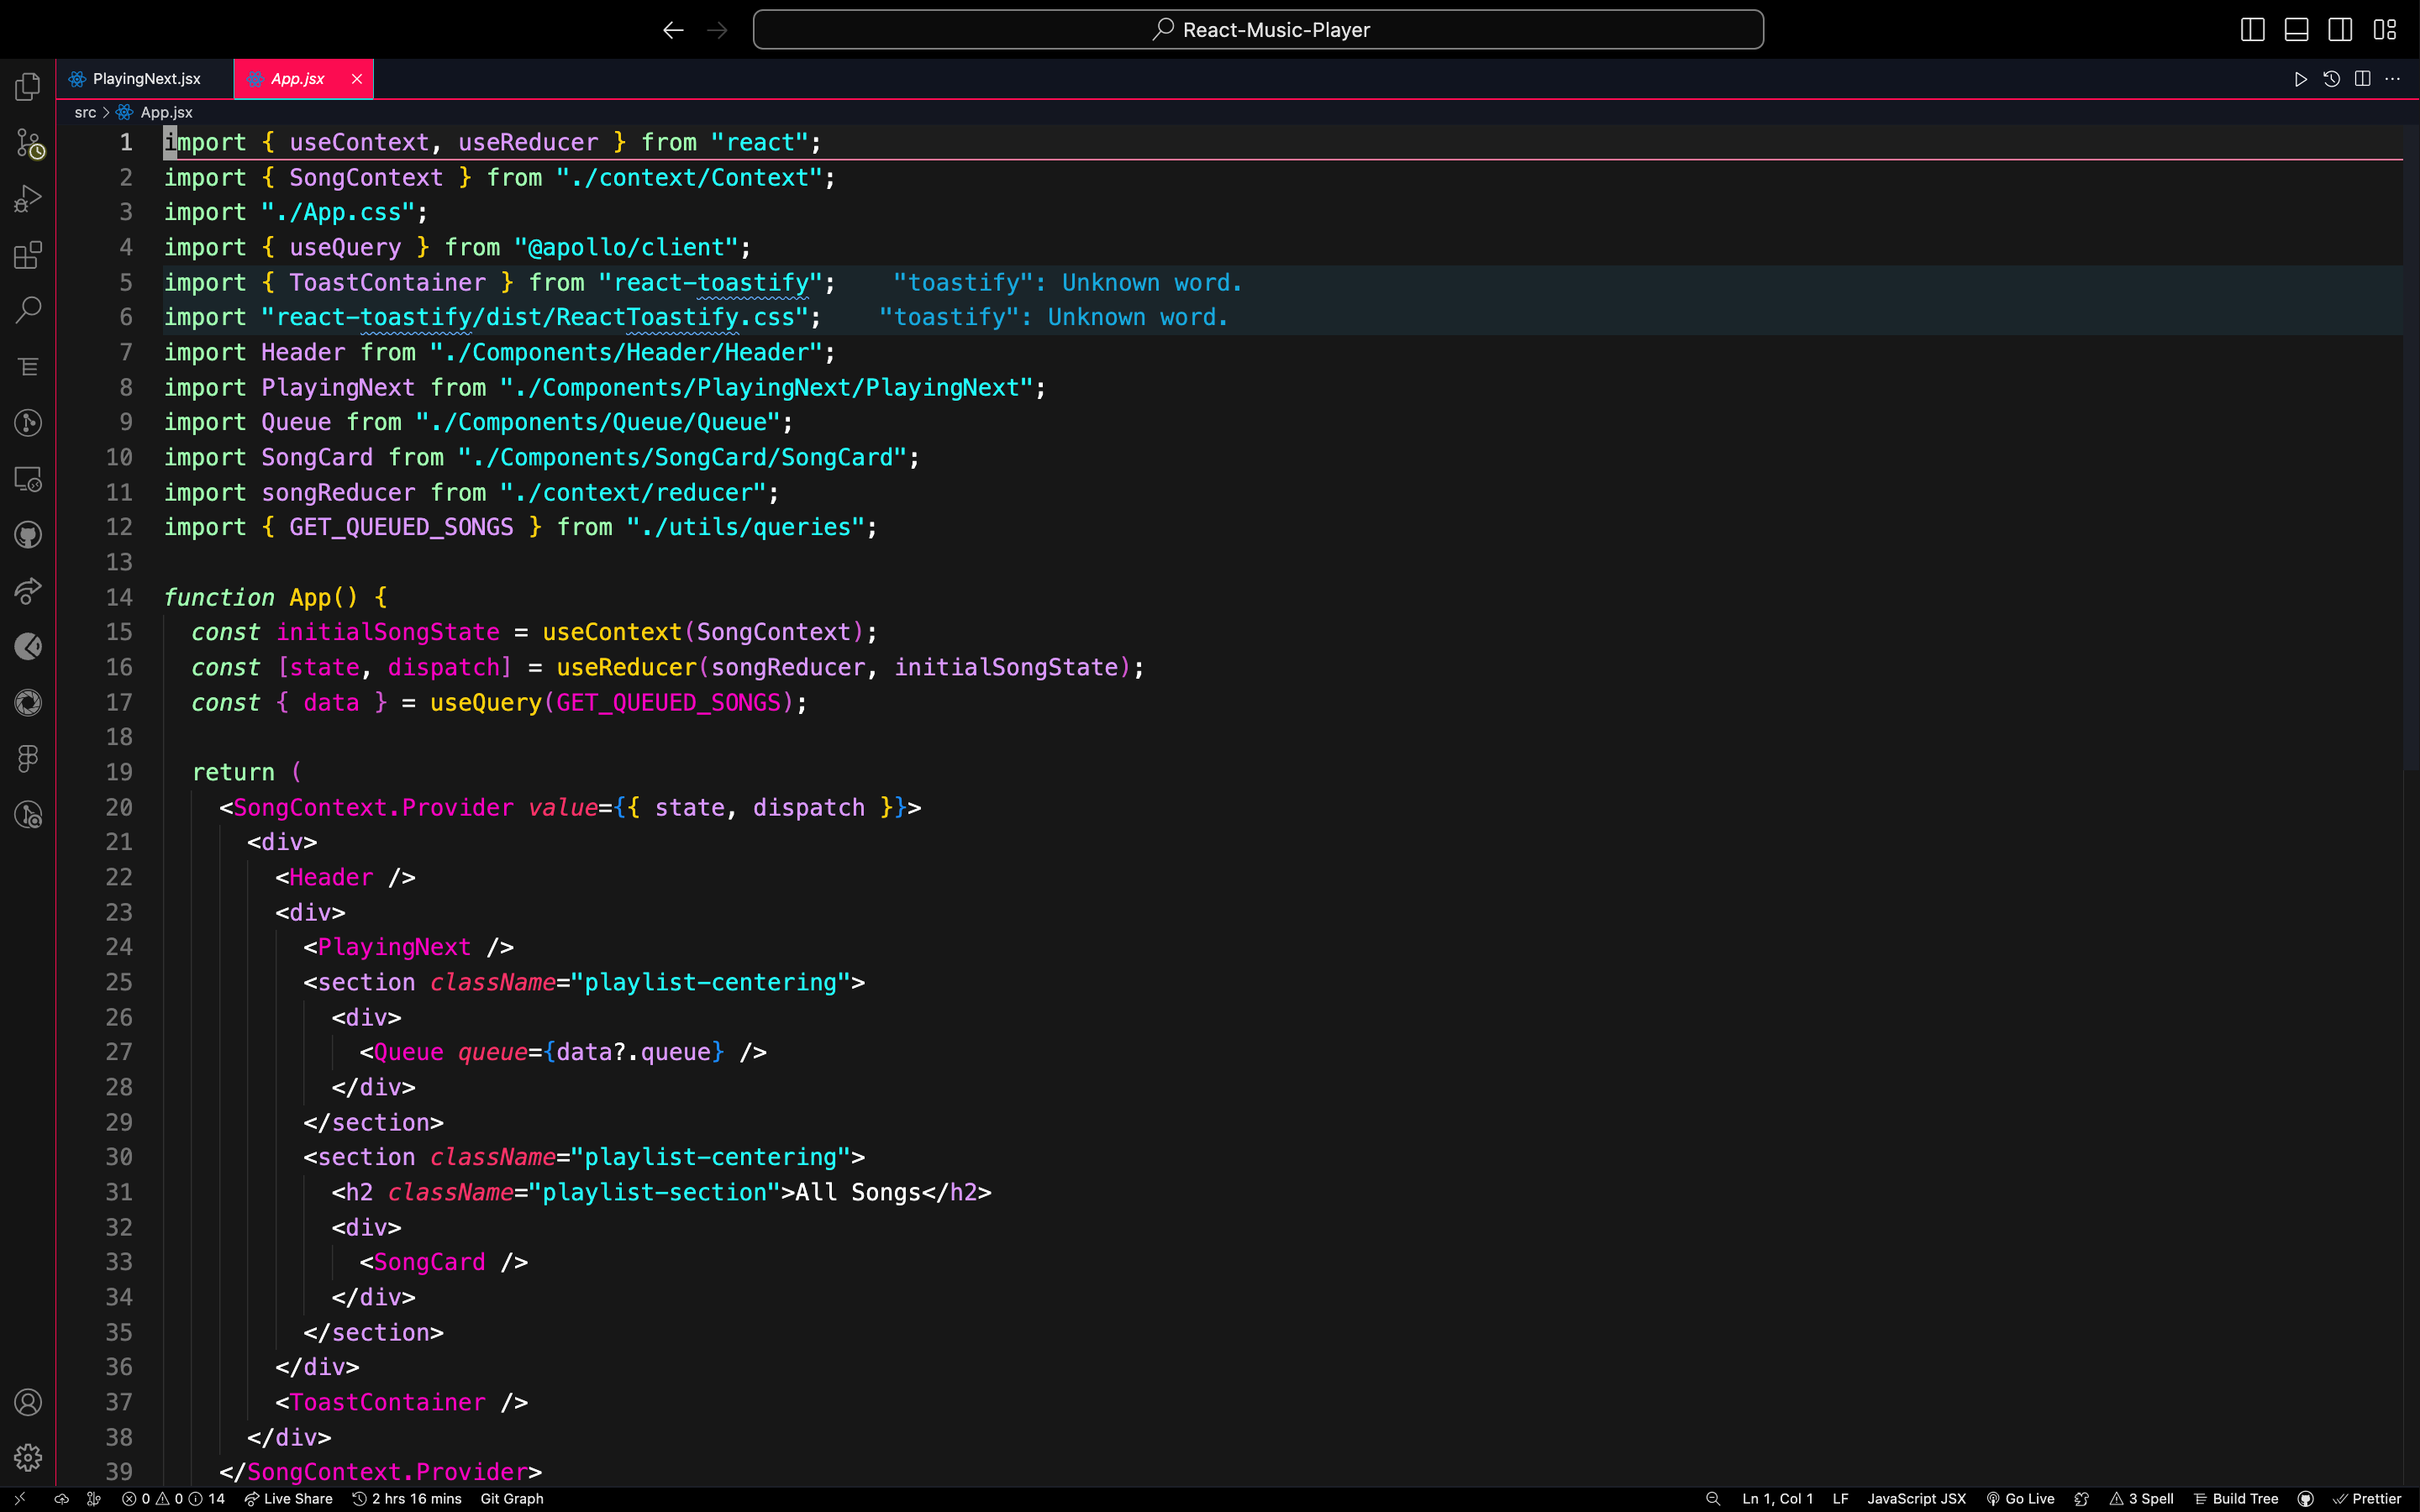 React-Music-Player
PlayingNext.jsx
App.jsx
src > App.jsx
1 import { useContext, useReducer } from "react";
2 import { SongContext } from "./context/Context";
3 import "./App.css";
4 import { useQuery } from "@apollo/client";
5 import { ToastContainer } from "react-toastify"; "toastify": Unknown word.
6 import "react-toastify/dist/ReactToastify.css"; "toastify": Unknown word.
7 import Header from "./Components/Header/Header";
8 import PlayingNext from "./Components/PlayingNext/PlayingNext";
9 import Queue from "./Components/Queue/Queue";
10 import SongCard from "./Components/SongCard/SongCard";
11 import songReducer from "./context/reducer";
12 import { GET_QUEUED_SONGS } from "./utils/queries";
13
14 function App() {
15   const initialSongState = useContext(SongContext);
16   const [state, dispatch] = useReducer(songReducer, initialSongState);
17   const { data } = useQuery(GET_QUEUED_SONGS);
18
19   return (
20     <SongContext.Provider value={{ state, dispatch }}>
21       <div>
22         <Header />
23         <div>
24           <PlayingNext />
25           <section className="playlist-centering">
26             <div>
27               <Queue queue={data?.queue} />
28             </div>
29           </section>
30           <section className="playlist-centering">
31             <h2 className="playlist-section">All Songs</h2>
32             <div>
33               <SongCard />
34             </div>
35           </section>
36         </div>
37         <ToastContainer />
38       </div>
39     </SongContext.Provider>
0 0 14 Live Share 2 hrs 16 mins Git Graph Ln 1, Col 1 LF JavaScript JSX Go Live 3 Spell Build Tree Prettier